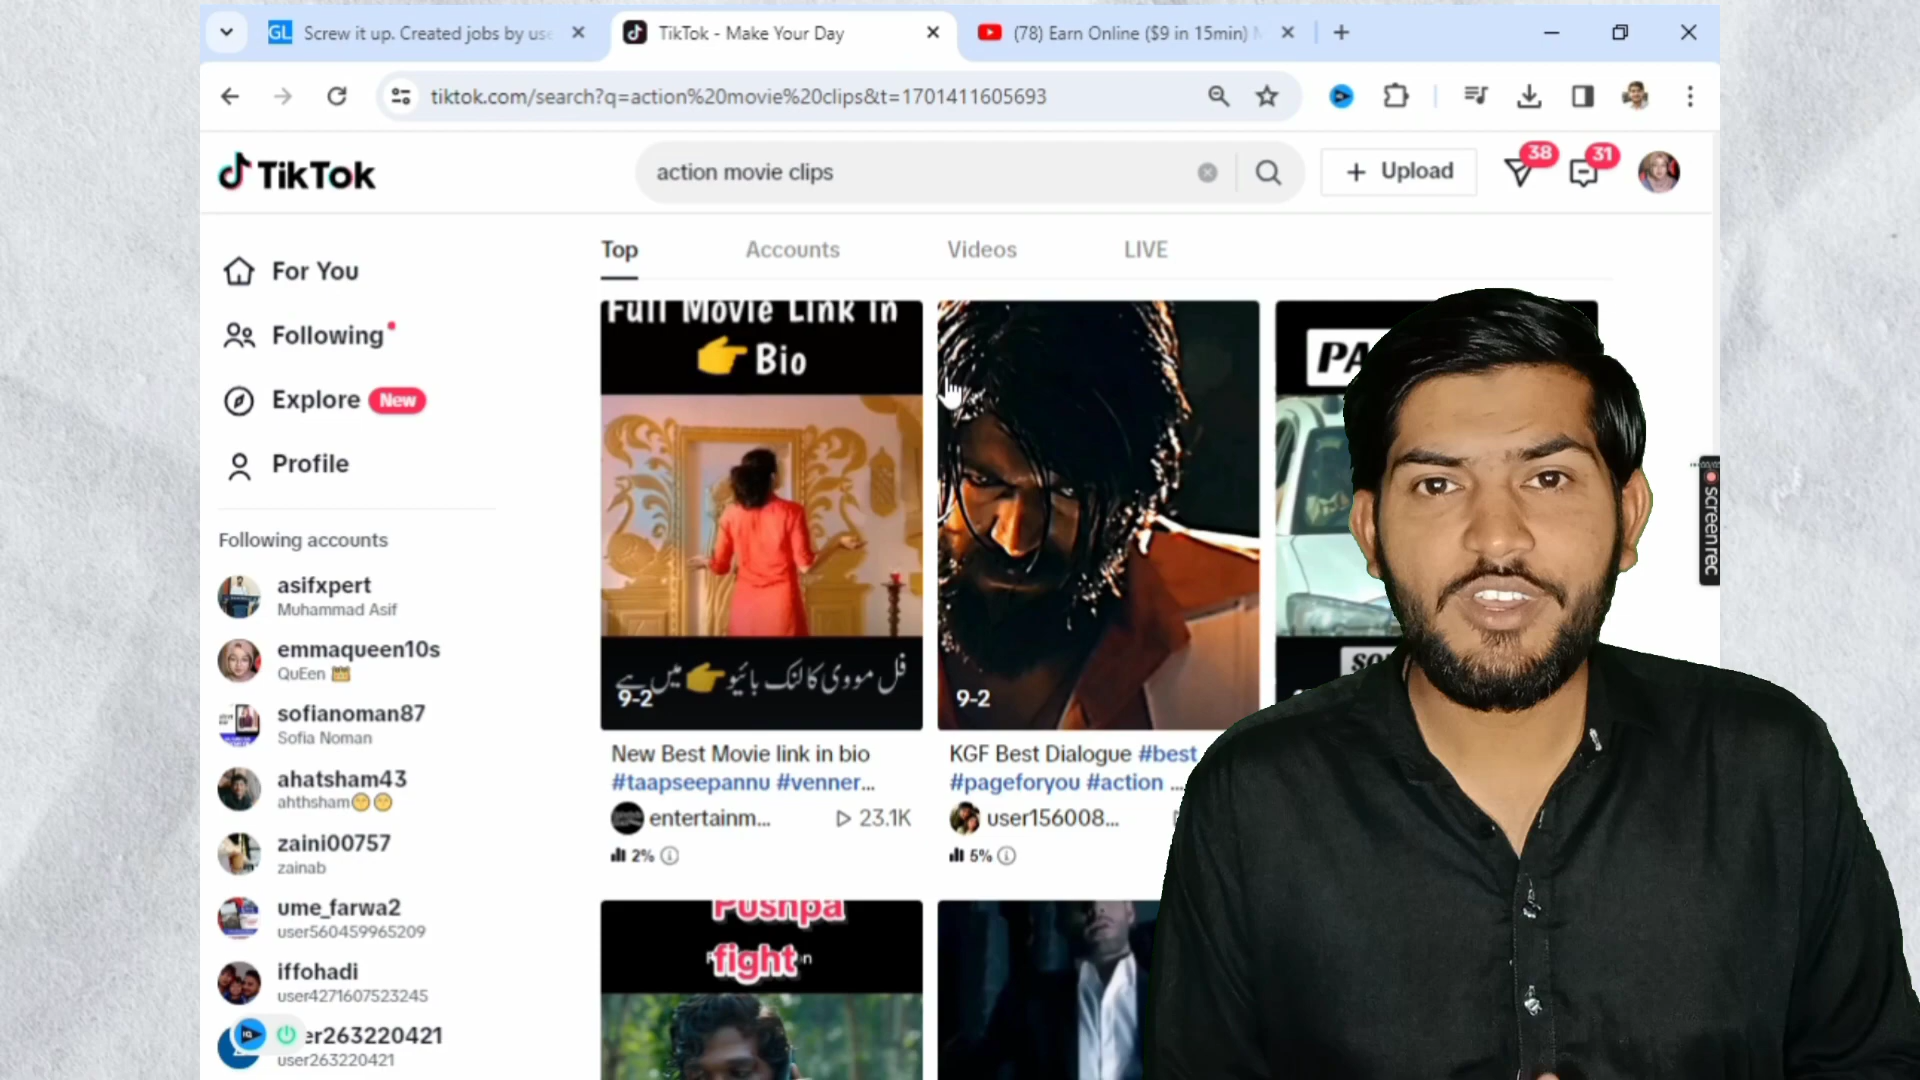 GL Screw it up. Created jobs by use
TikTok - Make Your Day
(78) Earn Online ($9 in 15min)
tiktok.com/search?q=action%20movie%20clips&t=1701411605693
TikTok
action movie clips
+ Upload
38
31
For You
Following
Explore New
Profile
Following accounts
asifxpert
Muhammad Asif
emmaqueen10s
QuEen
sofianoman87
Sofia Noman
ahatsham43
ahthsham
zaini00757
zainab
ume_farwa2
user560459965209
iffohadi
user4271607523245
er263220421
user263220421
Top Accounts Videos LIVE
Full Movie Link in
👉 Bio
فل مووی کا لنک بائیو 👉 میں ہے
9-2
New Best Movie link in bio
#taapseepannu #venner...
entertainm... 23.1K
2%
9-2
KGF Best Dialogue #best
#pageforyou #action ...
user156008...
5%
PA
Pushpa
fight
screenrec